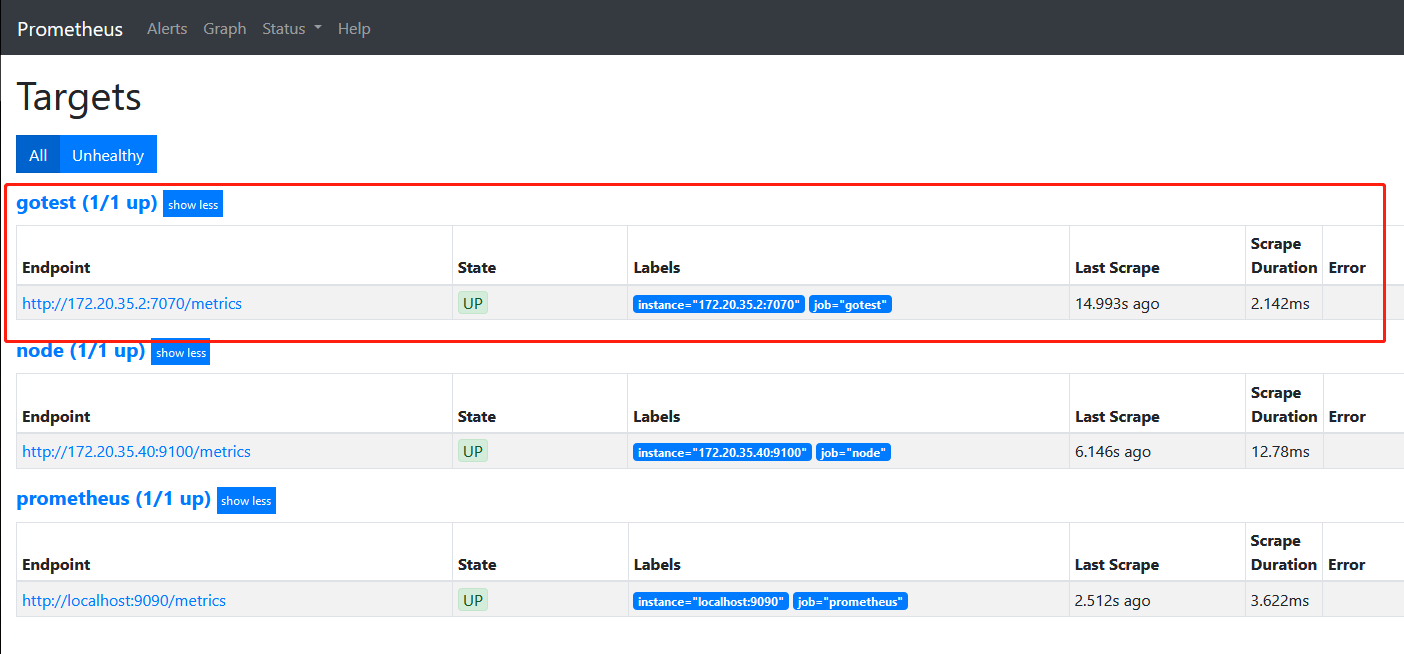 Prometheus Alerts Graph Status Help
Targets
All Unhealthy
gotest (1/1 up) show less
Endpoint State Labels Last Scrape Scrape Duration Error
http://172.20.35.2:7070/metrics UP instance="172.20.35.2:7070" job="gotest" 14.993s ago 2.142ms
node (1/1 up) show less
Endpoint State Labels Last Scrape Scrape Duration Error
http://172.20.35.40:9100/metrics UP instance="172.20.35.40:9100" job="node" 6.146s ago 12.78ms
prometheus (1/1 up) show less
Endpoint State Labels Last Scrape Scrape Duration Error
http://localhost:9090/metrics UP instance="localhost:9090" job="prometheus" 2.512s ago 3.622ms